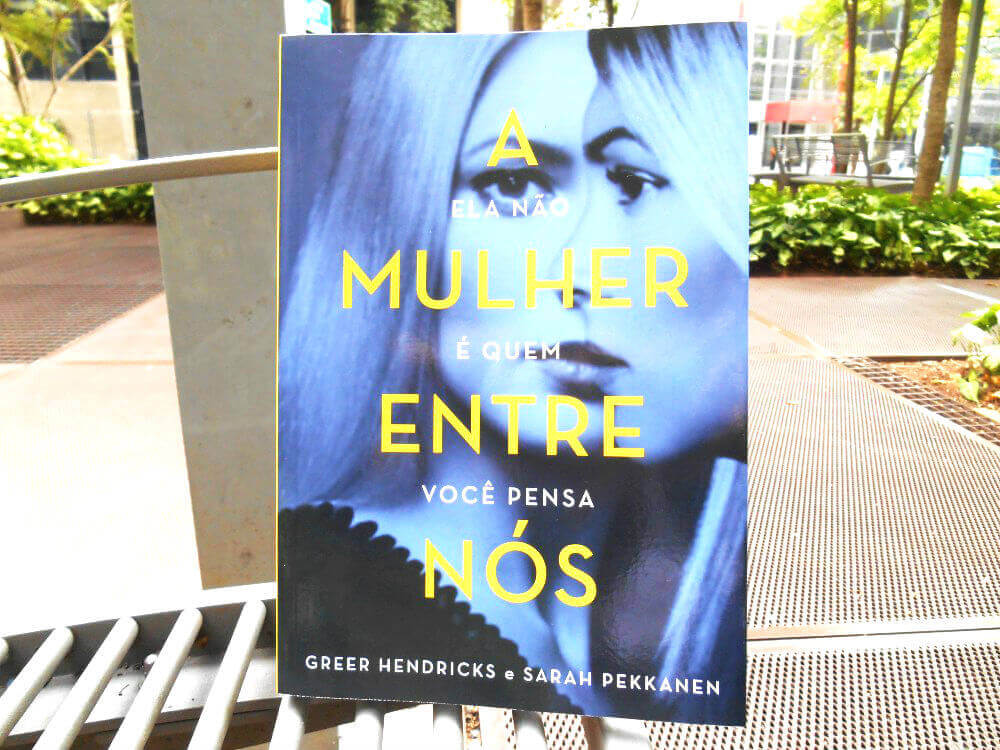 A
ELA NÃO
MULHER
É QUEM
ENTRE
VOCÊ PENSA
NÓS
GREER HENDRICKS e SARAH PEKKANEN